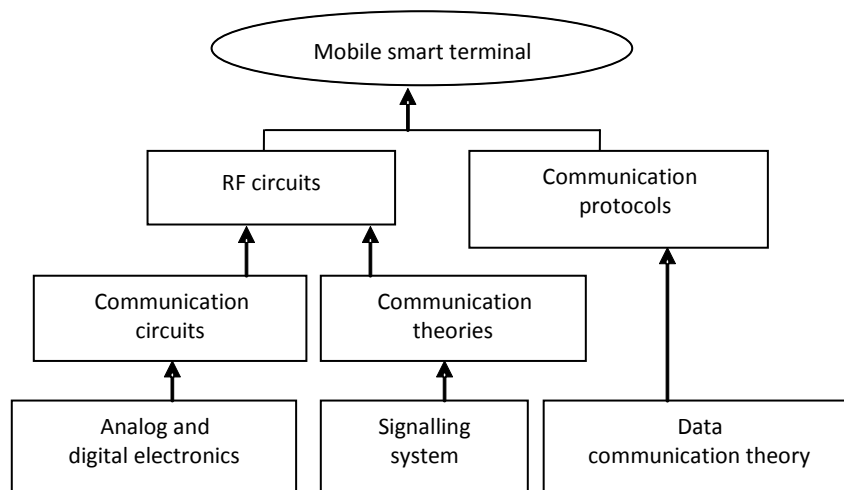 Mobile smart terminal
RF circuits
Communication
protocols
Communication
circuits
Communication
theories
Analog and
digital electronics
Signalling
system
Data
communication theory